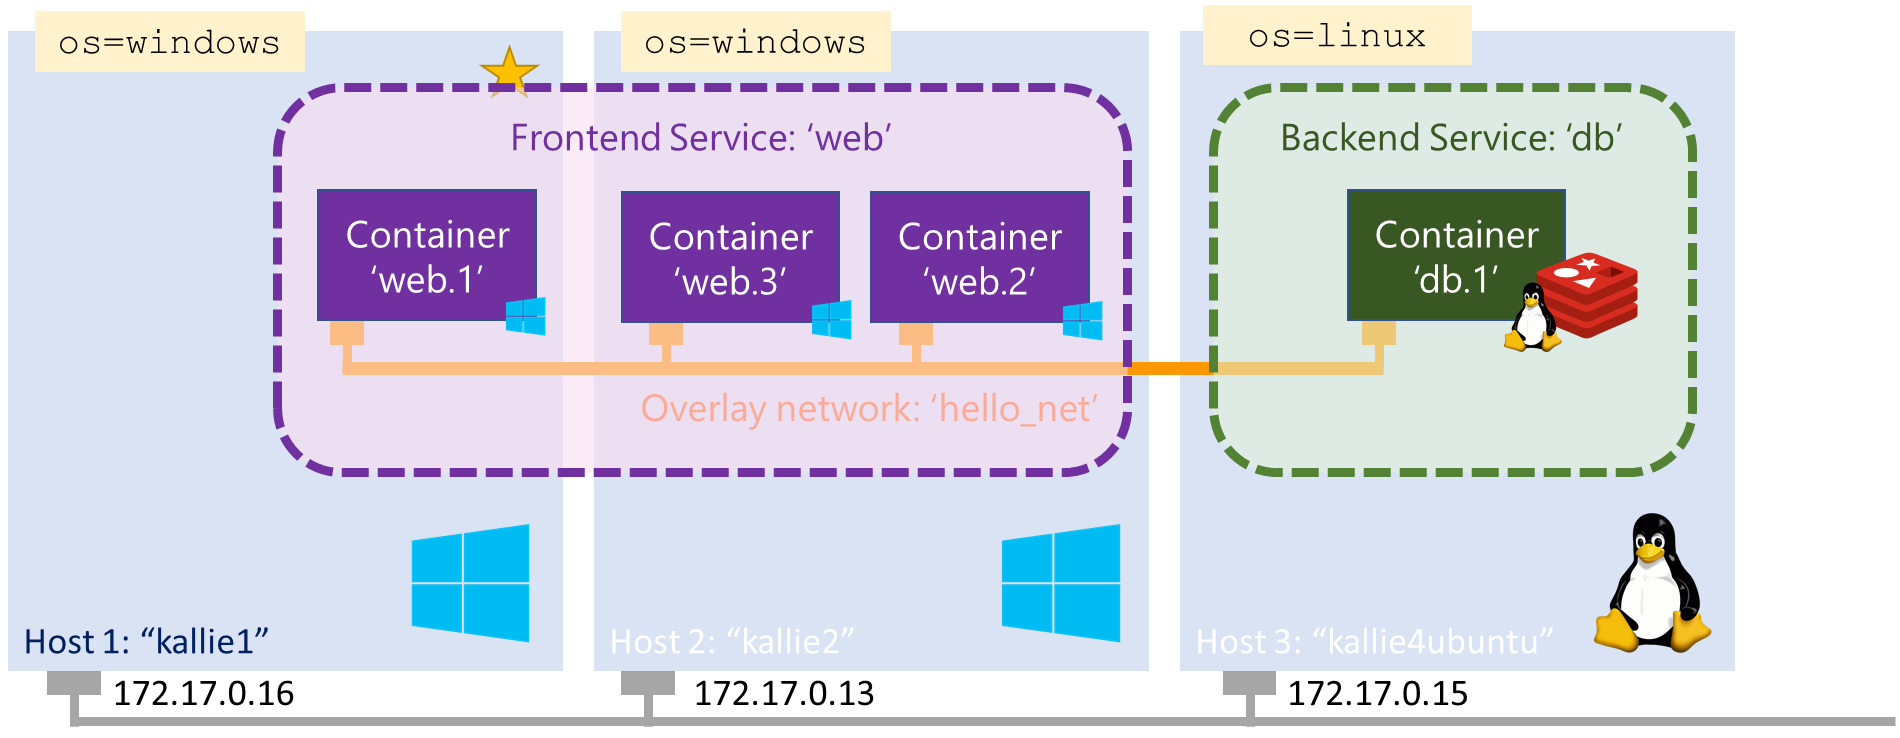 os=windows
os=windows
os=linux
Frontend Service: ‘web’
Backend Service: ‘db’
Container
‘web.1’
Container
‘web.3’
Container
‘web.2’
Container
‘db.1’
Overlay network: ‘hello_net’
Host 1: “kallie1”
Host 2: “kallie2”
Host 3: “kallie4ubuntu”
172.17.0.16
172.17.0.13
172.17.0.15